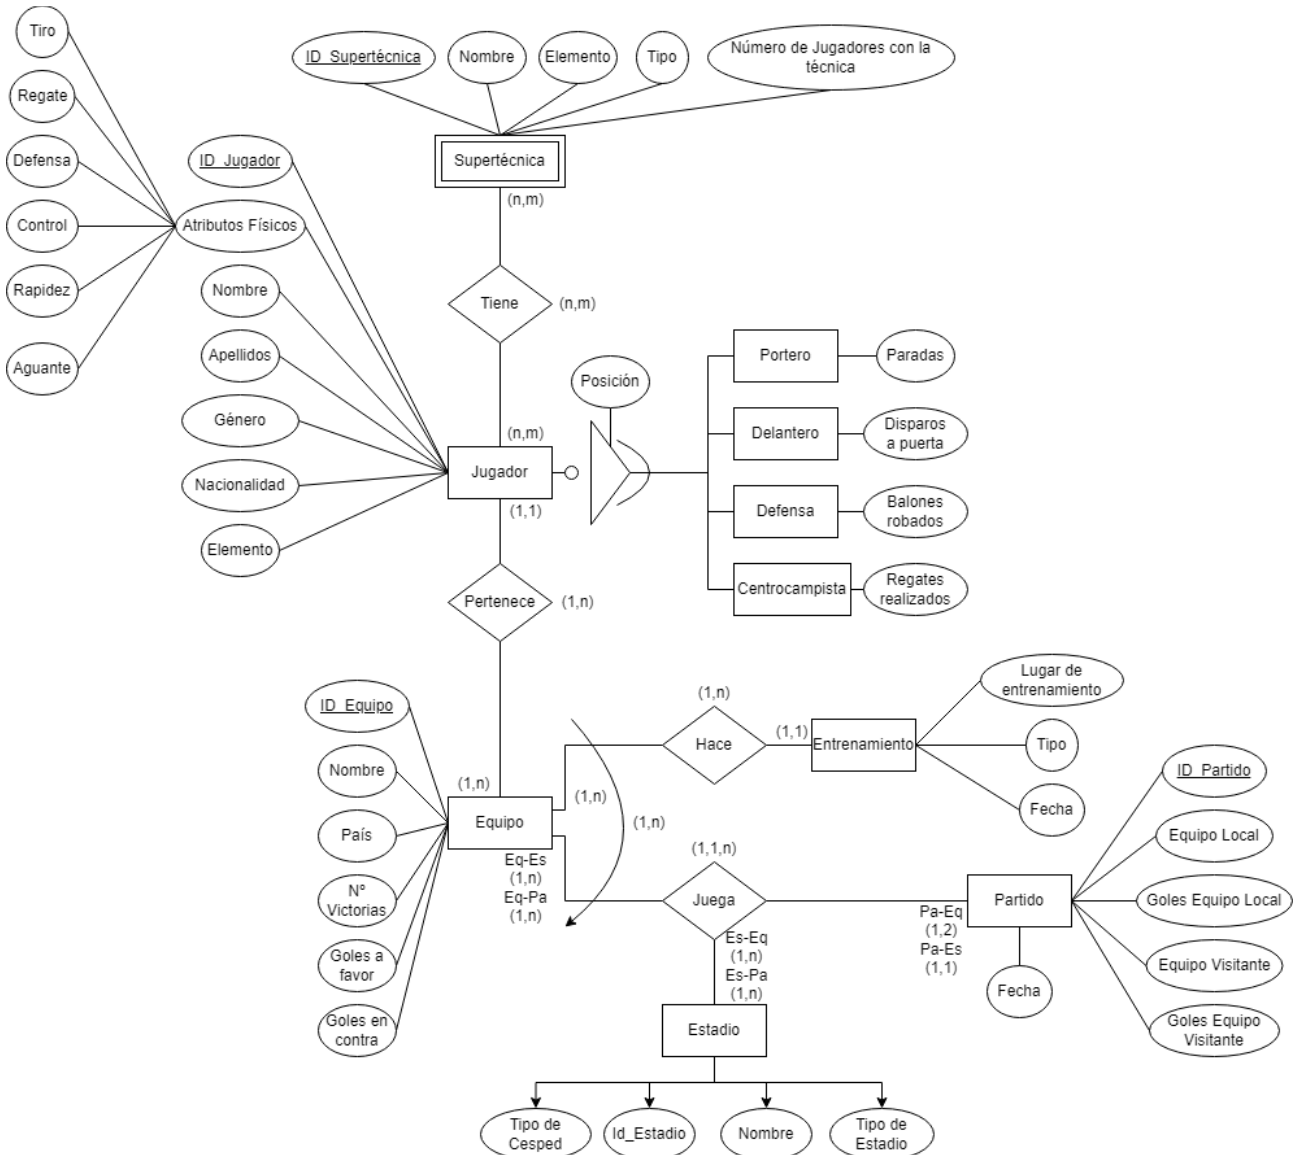 Tiro
Regate
Defensa
Control
Rapidez
Aguante
ID_Supertécnica
Nombre
Elemento
Tipo
Número de Jugadores con la
técnica
Supertécnica
(n,m)
Tiene
(n,m)
(n,m)
ID_Jugador
Atributos Físicos
Nombre
Apellidos
Género
Nacionalidad
Elemento
Jugador
(1,1)
Posición
Portero
Paradas
Delantero
Disparos
a puerta
Defensa
Balones
robados
Centrocampista
Regates
realizados
Pertenece
(1,n)
(1,n)
ID_Equipo
Nombre
País
Nº
Victorias
Goles a
favor
Goles en
contra
Equipo
Eq-Es
(1,n)
Eq-Pa
(1,n)
(1,n)
(1,n)
(1,n)
Hace
(1,1)
Entrenamiento
Lugar de
entrenamiento
Tipo
Fecha
(1,1,n)
Juega
Es-Eq
(1,n)
Es-Pa
(1,n)
Pa-Eq
(1,2)
Pa-Es
(1,1)
Partido
Fecha
ID_Partido
Equipo Local
Goles Equipo Local
Equipo Visitante
Goles Equipo
Visitante
Estadio
Tipo de
Cesped
Id_Estadio
Nombre
Tipo de
Estadio